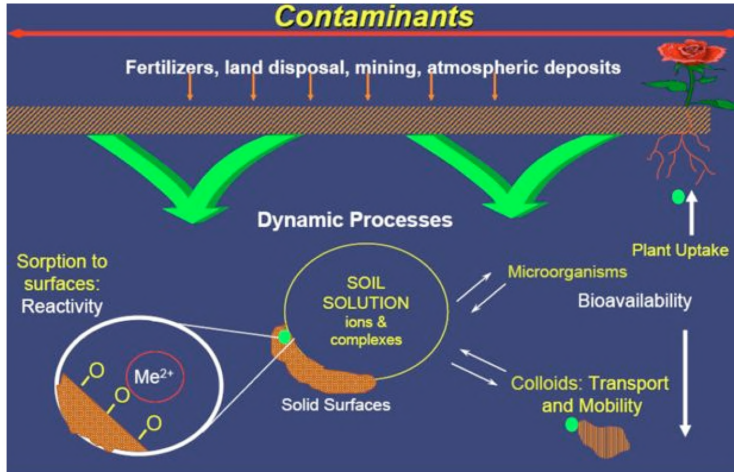 Contaminants
Fertilizers, land disposal, mining, atmospheric deposits
Dynamic Processes
Plant Uptake
Sorption to
surfaces:
Reactivity
SOIL
SOLUTION
ions &
complexes
Microorganisms
Bioavailability
Me²⁺
O
O
O
Solid Surfaces
Colloids: Transport
and Mobility